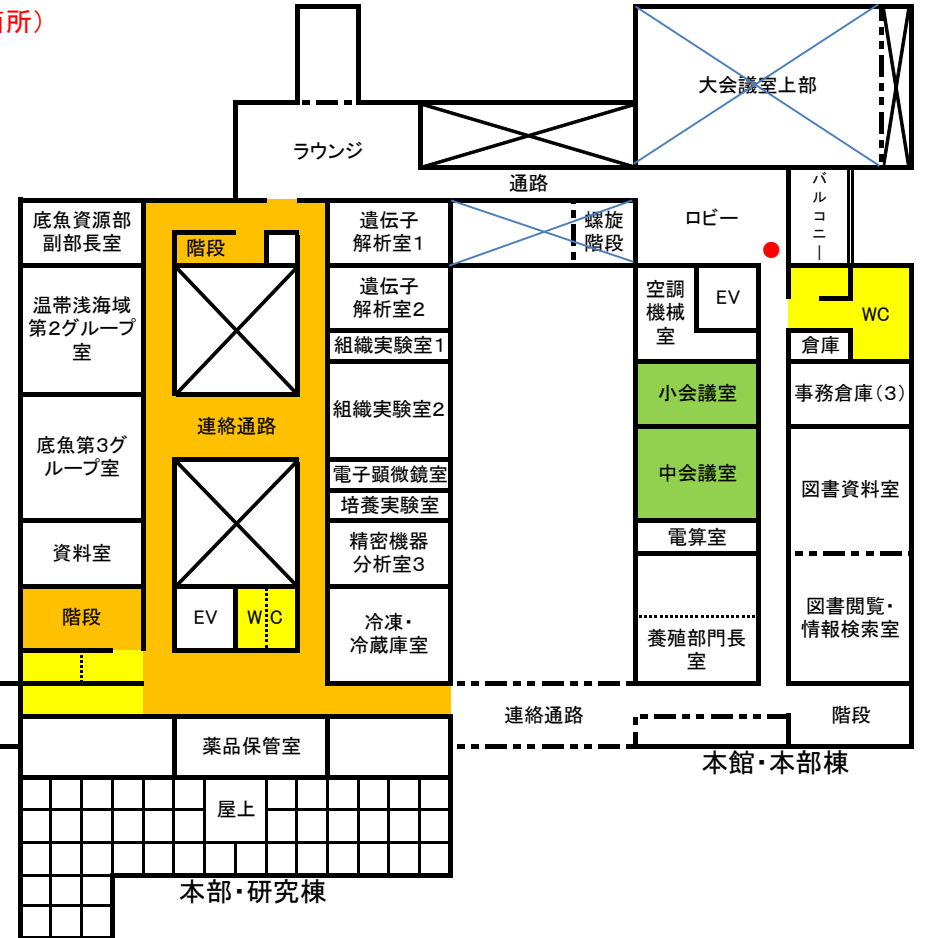 箇所）
大会議室上部
ラウンジ
通路
バルコニー
ロビー
底魚資源部
副部長室
階段
遺伝子
解析室1
螺旋
階段
温帯浅海域
第2グループ
室
遺伝子
解析室2
空調
機械
室
EV
WC
組織実験室1
倉庫
小会議室
事務倉庫（3）
組織実験室2
連絡通路
底魚第3グ
ループ室
電子顕微鏡室
中会議室
図書資料室
培養実験室
資料室
精密機器
分析室3
電算室
階段
EV
WC
冷凍・
冷蔵庫室
図書閲覧・
情報検索室
養殖部門長
室
連絡通路
階段
薬品保管室
本館・本部棟
屋上
本部・研究棟